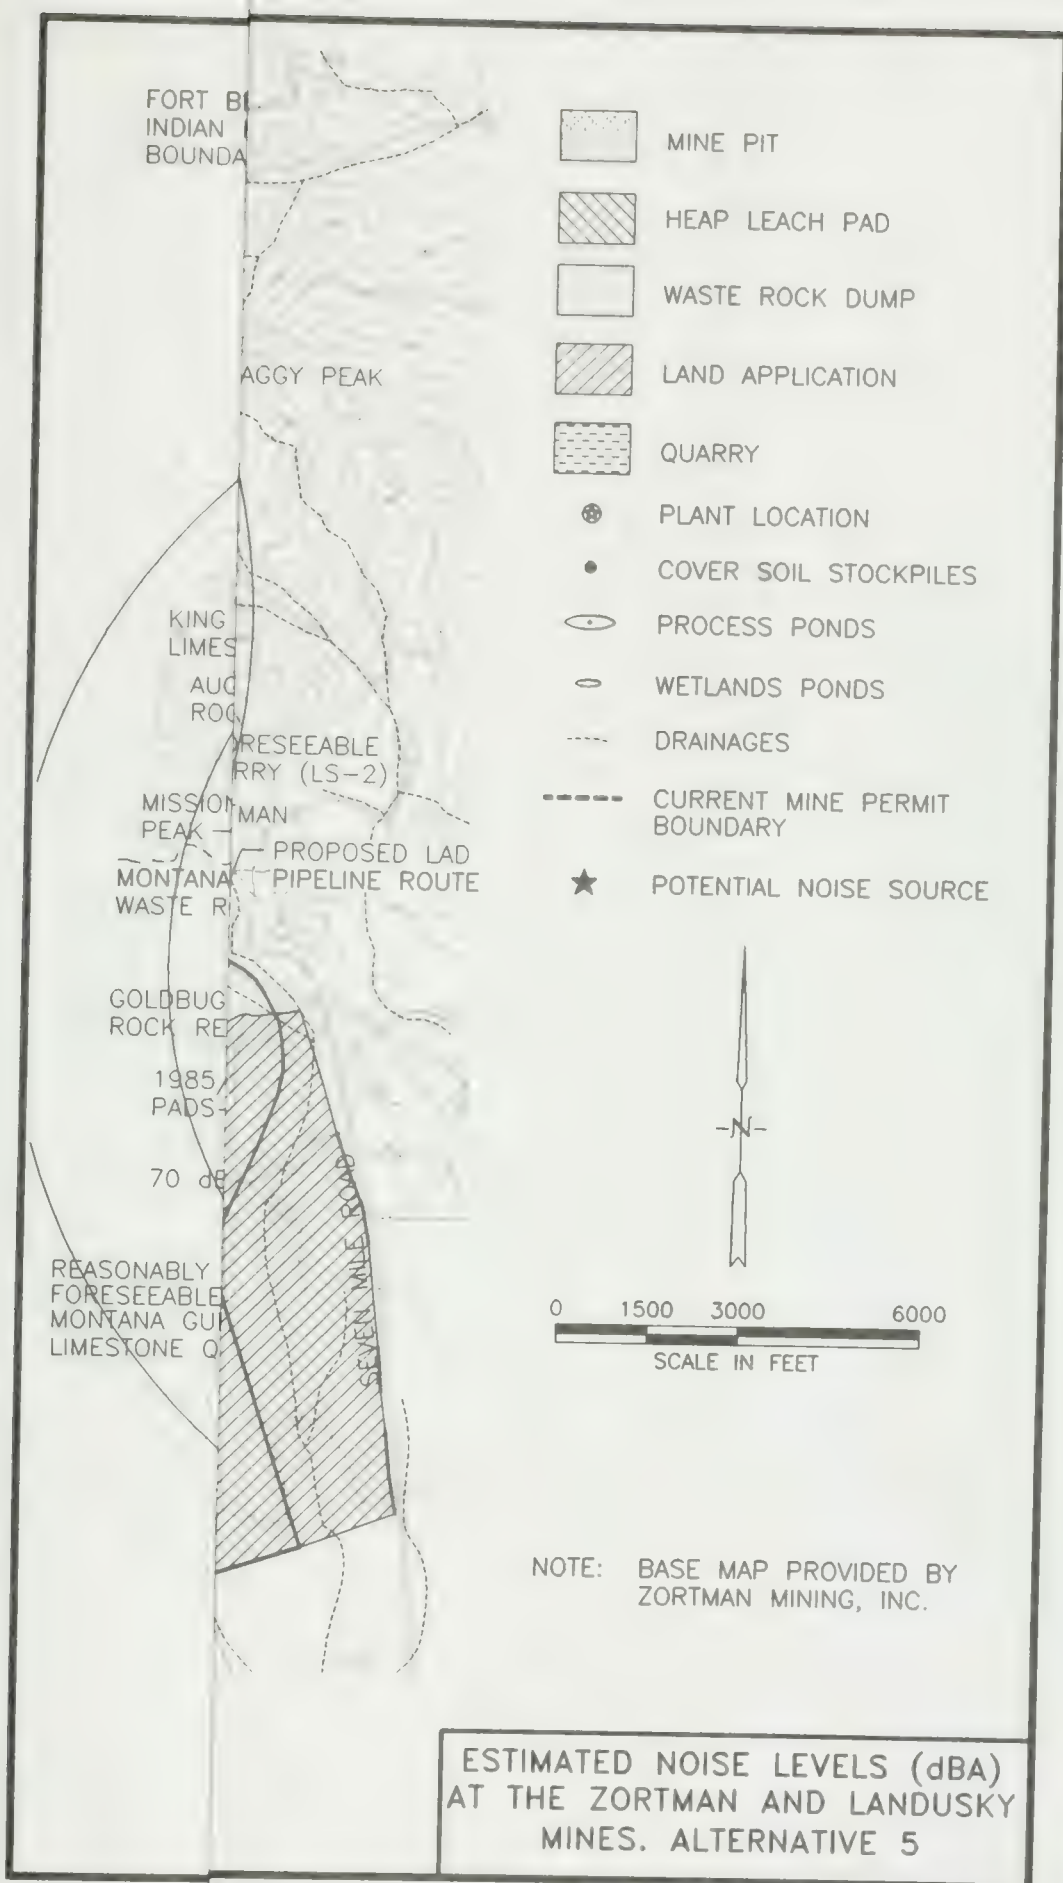 FORT B
INDIAN
BOUNDA
AGGY PEAK
KING
LIMES
AUG
ROC
RESEEABLE
RRY (LS-2)
MISSION
PEAK
MAN
PROPOSED LAD
PIPELINE ROUTE
MONTANA
WASTE R
GOLDBUG
ROCK RE
1985
PADS
70 dB
SEVEN MILE ROAD
REASONABLY
FORESEEABLE
MONTANA GU
LIMESTONE Q
MINE PIT
HEAP LEACH PAD
WASTE ROCK DUMP
LAND APPLICATION
QUARRY
PLANT LOCATION
COVER SOIL STOCKPILES
PROCESS PONDS
WETLANDS PONDS
DRAINAGES
CURRENT MINE PERMIT
BOUNDARY
POTENTIAL NOISE SOURCE
N
0 1500 3000 6000
SCALE IN FEET
NOTE: BASE MAP PROVIDED BY
ZORTMAN MINING, INC.
ESTIMATED NOISE LEVELS (dBA)
AT THE ZORTMAN AND LANDUSKY
MINES. ALTERNATIVE 5